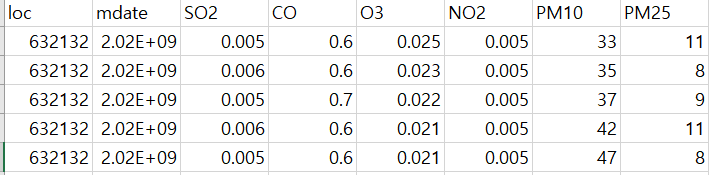 loc mdate SO2 CO O3 NO2 PM10 PM25
632132 2.02E+09 0.005 0.6 0.025 0.005 33 11
632132 2.02E+09 0.006 0.6 0.023 0.005 35 8
632132 2.02E+09 0.005 0.7 0.022 0.005 37 9
632132 2.02E+09 0.006 0.6 0.021 0.005 42 11
632132 2.02E+09 0.005 0.6 0.021 0.005 47 8